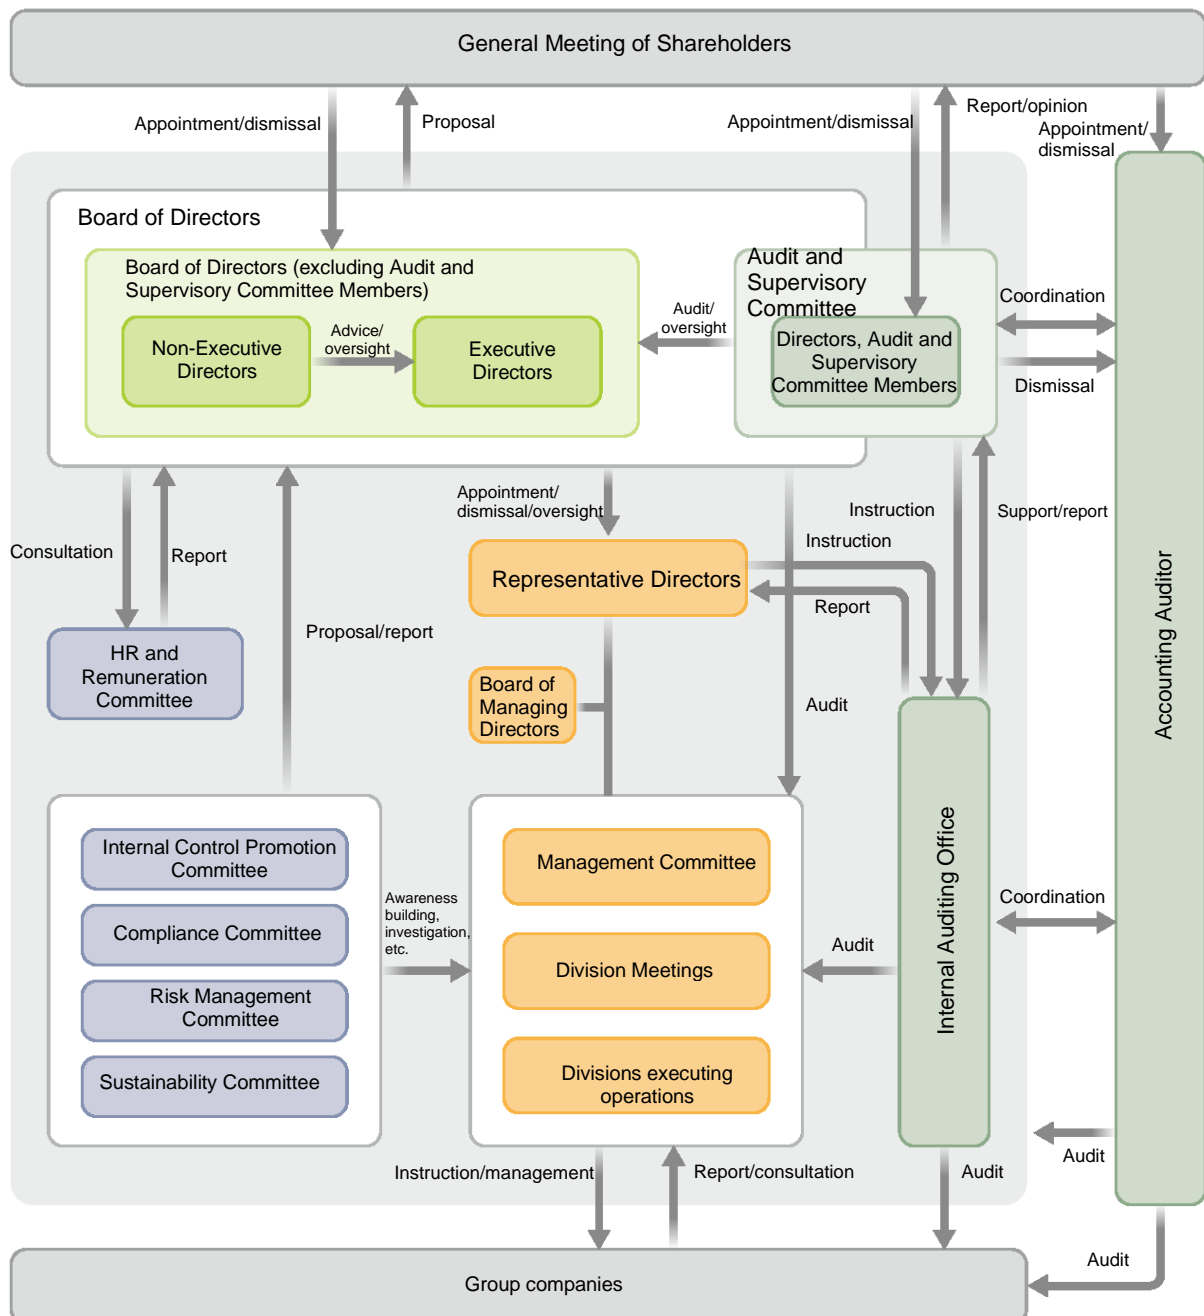 General Meeting of Shareholders
Appointment/dismissal
Proposal
Appointment/dismissal
Report/opinion
Appointment/
dismissal
Board of Directors
Board of Directors (excluding Audit and
Supervisory Committee Members)
Non-Executive
Directors
Advice/
oversight
Executive
Directors
Audit/
oversight
Audit and
Supervisory
Committee
Directors, Audit and
Supervisory
Committee Members
Coordination
Dismissal
Accounting Auditor
Consultation
Report
Proposal/report
Appointment/
dismissal/oversight
Instruction
Instruction
Support/report
Representative Directors
Report
HR and
Remuneration
Committee
Board of
Managing
Directors
Audit
Internal Control Promotion
Committee
Compliance Committee
Risk Management
Committee
Sustainability Committee
Awareness
building,
investigation,
etc.
Management Committee
Division Meetings
Divisions executing
operations
Audit
Internal Auditing Office
Coordination
Audit
Instruction/management
Report/consultation
Audit
Audit
Group companies